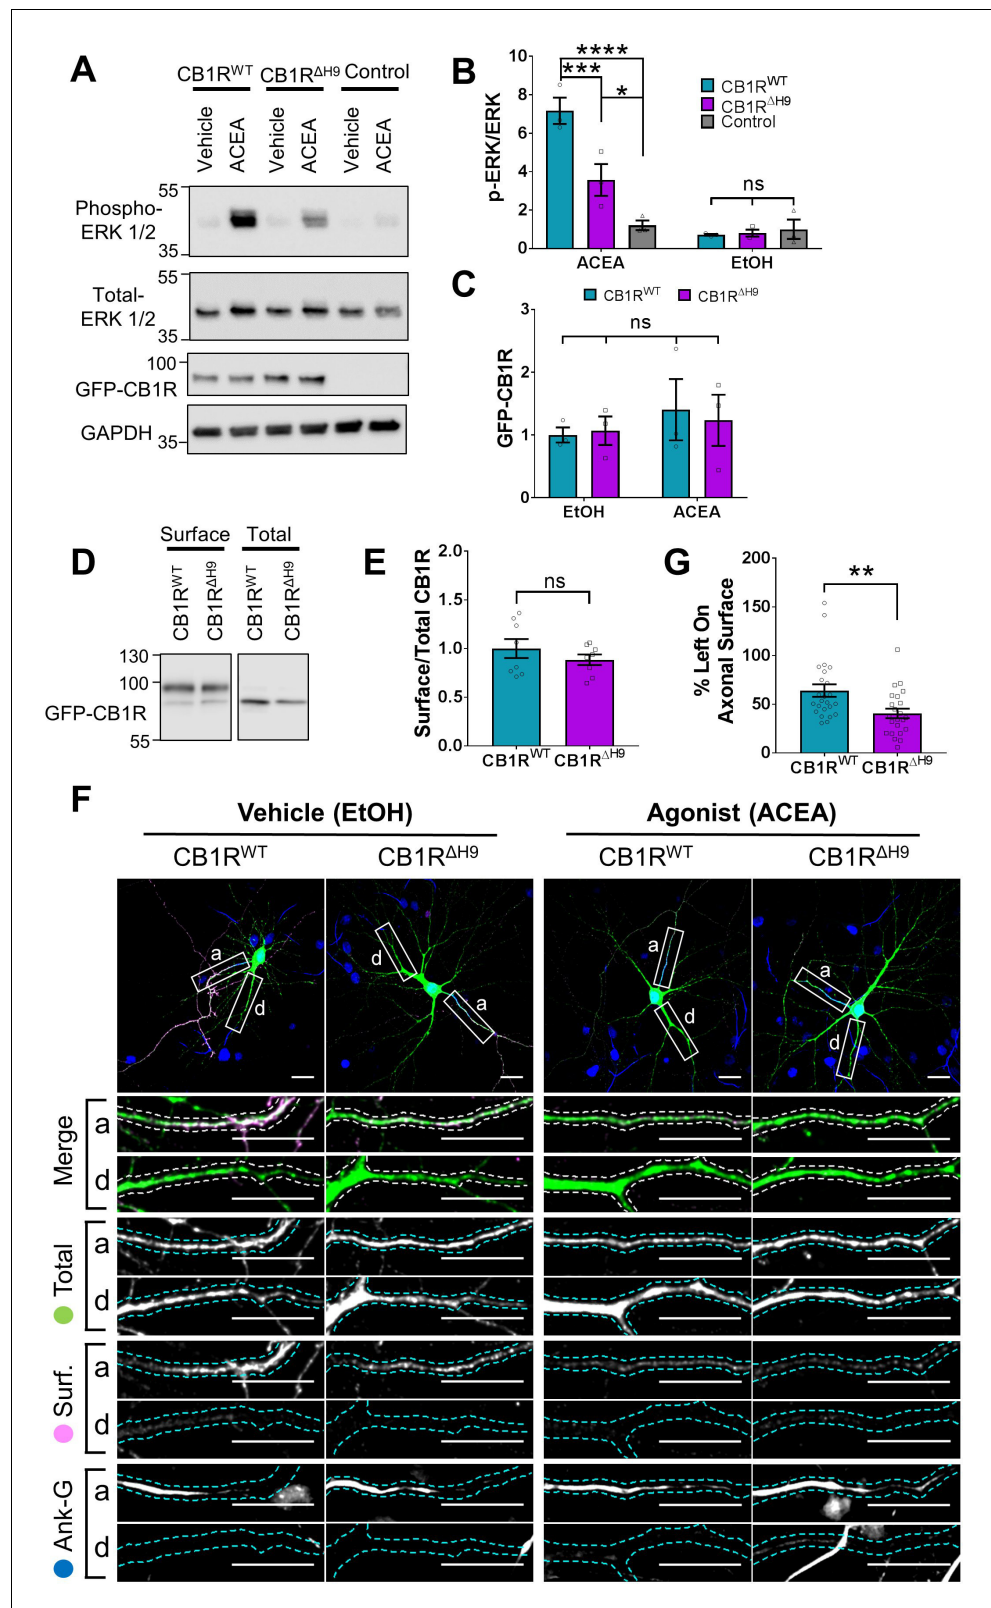 A
CB1R^WT CB1R^ΔH9 Control
Vehicle
ACEA
Vehicle
ACEA
Vehicle
ACEA
55
Phospho-
ERK 1/2
35
55
Total-
ERK 1/2
35
100
GFP-CB1R
GAPDH
35
B
p-ERK/ERK
10
8
6
4
2
0
****
***
*
ns
CB1R^WT
CB1R^ΔH9
Control
ACEA
EtOH
C
CB1R^WT
CB1R^ΔH9
GFP-CB1R
3
2
1
0
ns
EtOH
ACEA
D
Surface Total
CB1R^WT
CB1R^ΔH9
CB1R^WT
CB1R^ΔH9
130
100
GFP-CB1R
55
E
Surface/Total CB1R
2.0
1.5
1.0
0.5
0.0
ns
CB1R^WT CB1R^ΔH9
G
% Left On
Axonal Surface
200
150
100
50
0
**
CB1R^WT CB1R^ΔH9
F
Vehicle (EtOH)
Agonist (ACEA)
CB1R^WT
CB1R^ΔH9
CB1R^WT
CB1R^ΔH9
a
d
d
a
a
d
a
d
Merge
a
d
Total
a
d
Surf.
a
d
Ank-G
a
d